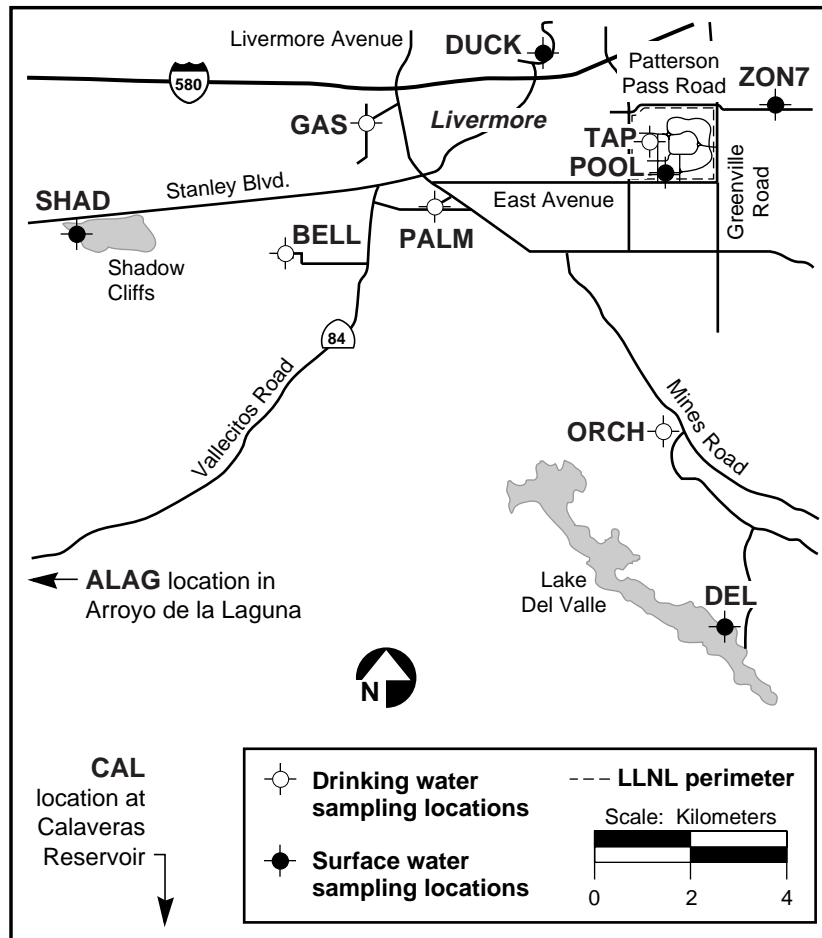 Livermore Avenue
DUCK
Patterson
Pass Road
ZON7
580
GAS
Livermore
TAP
POOL
Stanley Blvd.
East Avenue
Greenville
Road
SHAD
BELL
PALM
Shadow
Cliffs
84
Vallecitos Road
Mines Road
ORCH
ALAG location in
Arroyo de la Laguna
Lake
Del Valle
DEL
N
CAL
location at
Calaveras
Reservoir
Drinking water
sampling locations
Surface water
sampling locations
LLNL perimeter
Scale: Kilometers
0 2 4